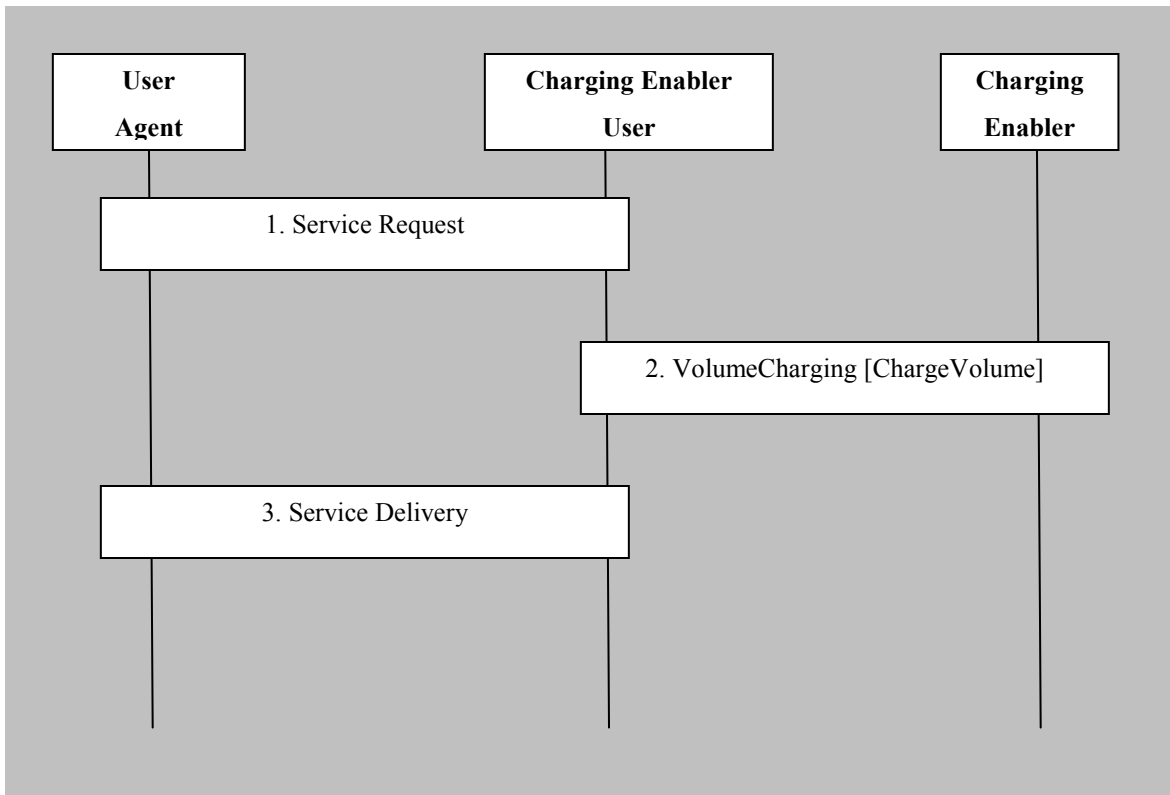 User
Agent
Charging Enabler
User
Charging
Enabler
1. Service Request
2. VolumeCharging [ChargeVolume]
3. Service Delivery